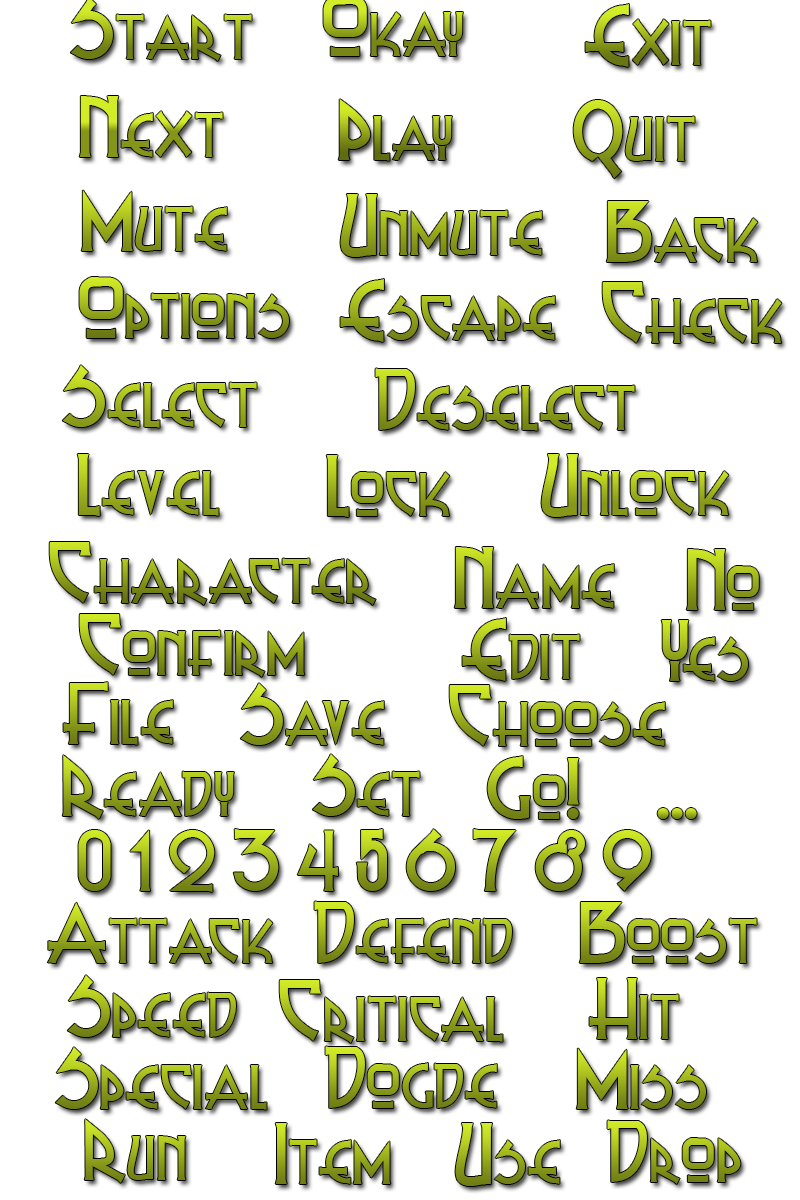 Start Okay Exit
Next Play Quit
Mute Unmute Back
Options Escape Check
Select Deselect
Level Lock Unlock
Character Name No
Confirm Edit Yes
File Save Choose
Ready Set Go! ...
0 1 2 3 4 5 6 7 8 9
Attack Defend Boost
Speed Critical Hit
Special Dogde Miss
Run Item Use Drop